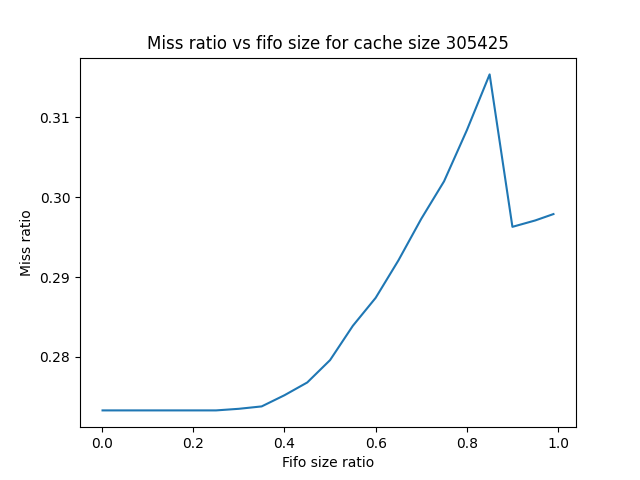 Miss ratio vs fifo size for cache size 305425
0.31
0.30
0.29
0.28
Miss ratio
0.0 0.2 0.4 0.6 0.8 1.0
Fifo size ratio